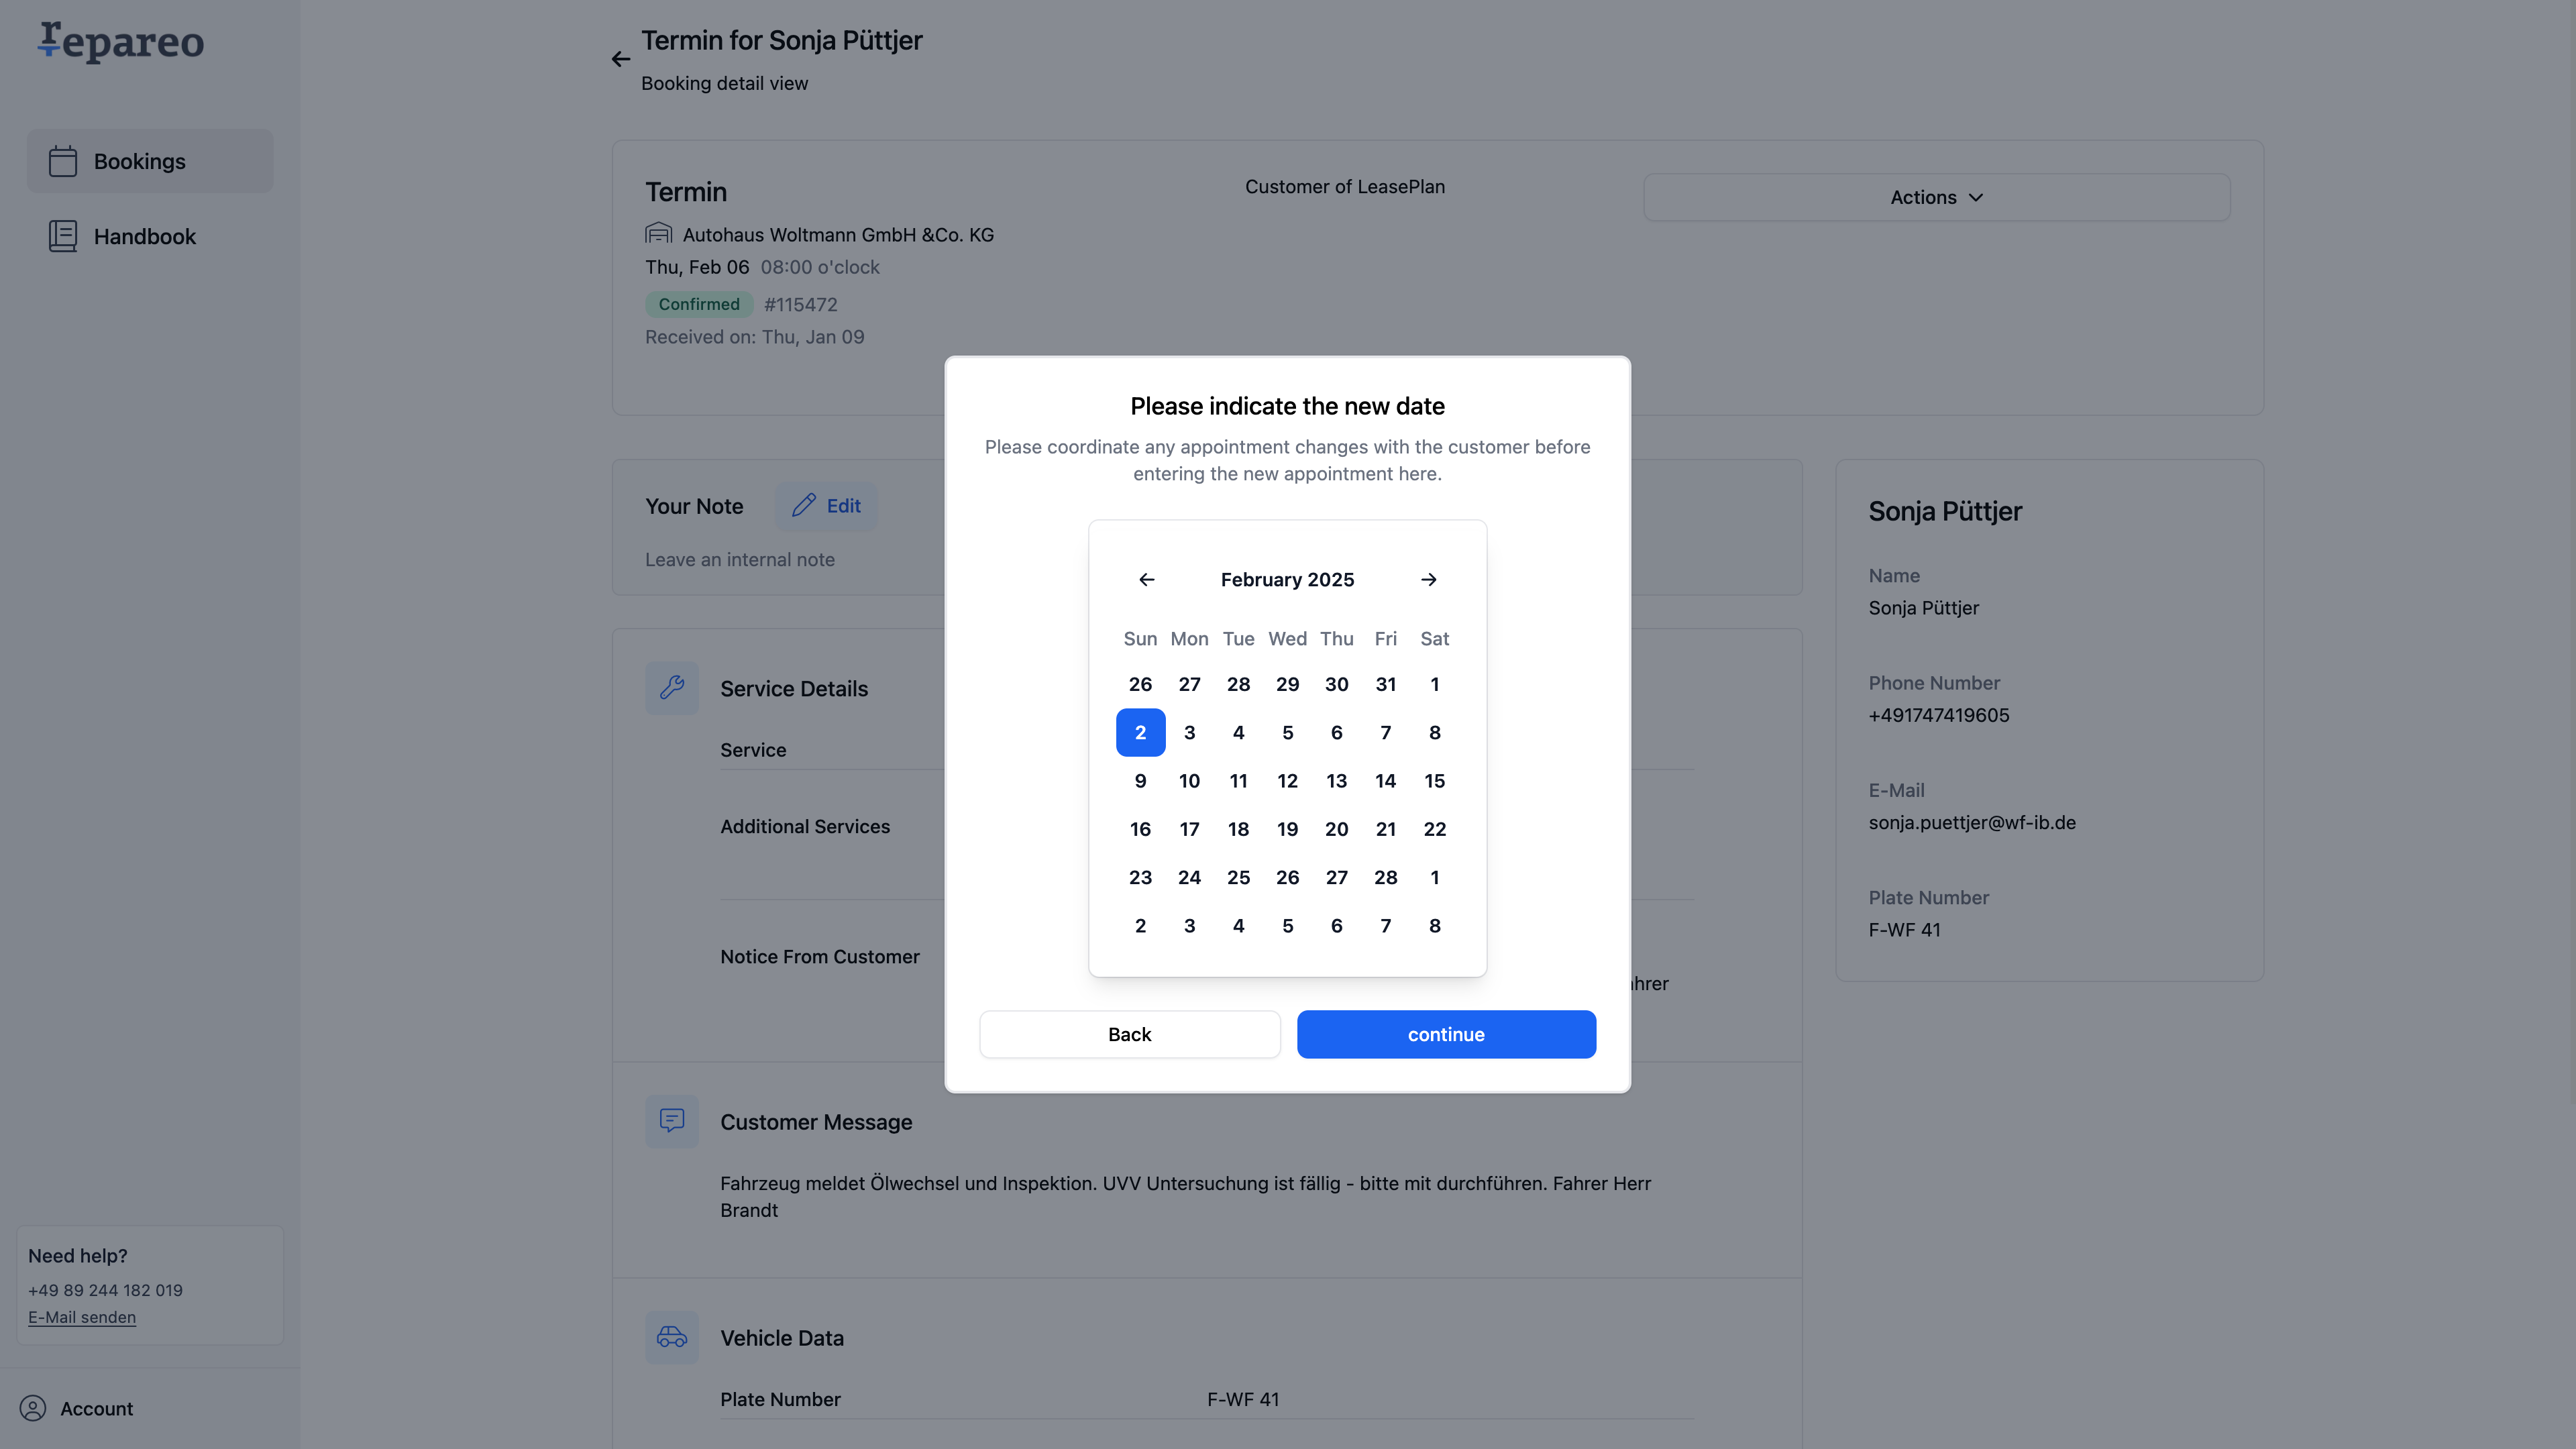 repareo
Bookings
Handbook
Need help?
+49 89 244 182 019
E-Mail senden
Account
Termin for Sonja Püttjer
Booking detail view
Termin
Autohaus Woltmann GmbH &Co. KG
Thu, Feb 06 08:00 o'clock
Confirmed #115472
Received on: Thu, Jan 09
Customer of LeasePlan
Actions
Your Note Edit
Leave an internal note
Service Details
Service
Additional Services
Notice From Customer
Customer Message
Fahrzeug meldet Ölwechsel und Inspektion. UVV Untersuchung ist fällig - bitte mit durchführen. Fahrer Herr
Brandt
Vehicle Data
Plate Number F-WF 41
Sonja Püttjer
Name
Sonja Püttjer
Phone Number
+491747419605
E-Mail
sonja.puettjer@wf-ib.de
Plate Number
F-WF 41
Please indicate the new date
Please coordinate any appointment changes with the customer before
entering the new appointment here.
February 2025
Sun Mon Tue Wed Thu Fri Sat
26 27 28 29 30 31 1
2 3 4 5 6 7 8
9 10 11 12 13 14 15
16 17 18 19 20 21 22
23 24 25 26 27 28 1
2 3 4 5 6 7 8
Back continue